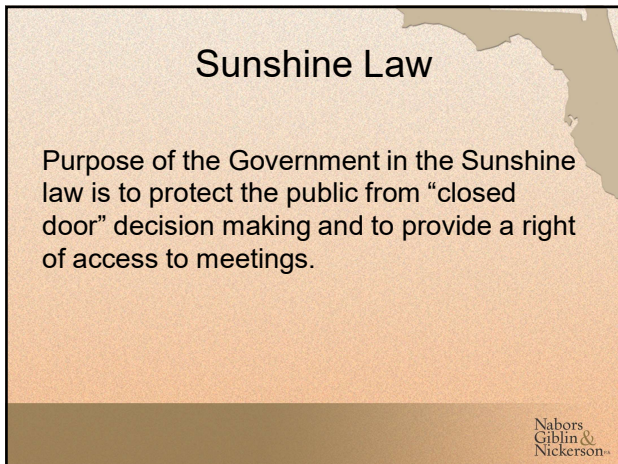 Sunshine Law
Purpose of the Government in the Sunshine
law is to protect the public from “closed
door” decision making and to provide a right
of access to meetings.
Nabors
Giblin &
Nickerson P.A.